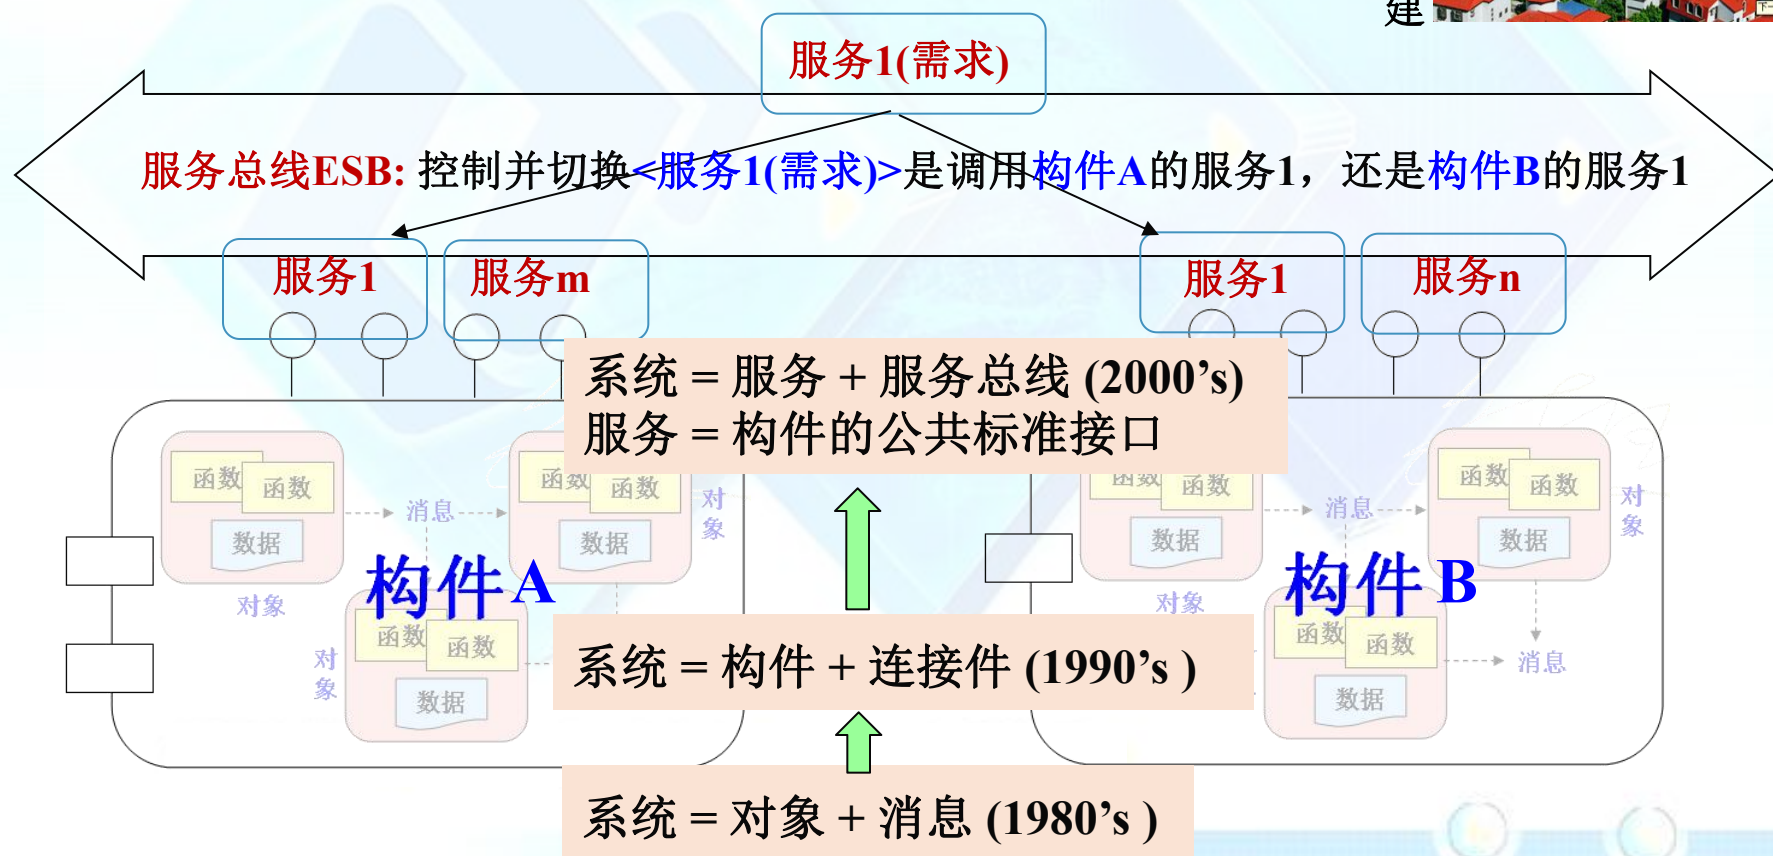 建
下一
服务1(需求)
服务总线ESB: 控制并切换<服务1(需求)>是调用构件A的服务1，还是构件B的服务1
服务1
服务m
服务1
服务n
系统 = 服务 + 服务总线 (2000’s)
服务 = 构件的公共标准接口
函数
函数
数据
对象
消息
函数
函数
数据
对象
构件A
函数
函数
数据
对象
函数
函数
数据
对象
消息
函数
函数
数据
对象
构件B
函数
函数
数据
消息
系统 = 构件 + 连接件 (1990’s )
系统 = 对象 + 消息 (1980’s )